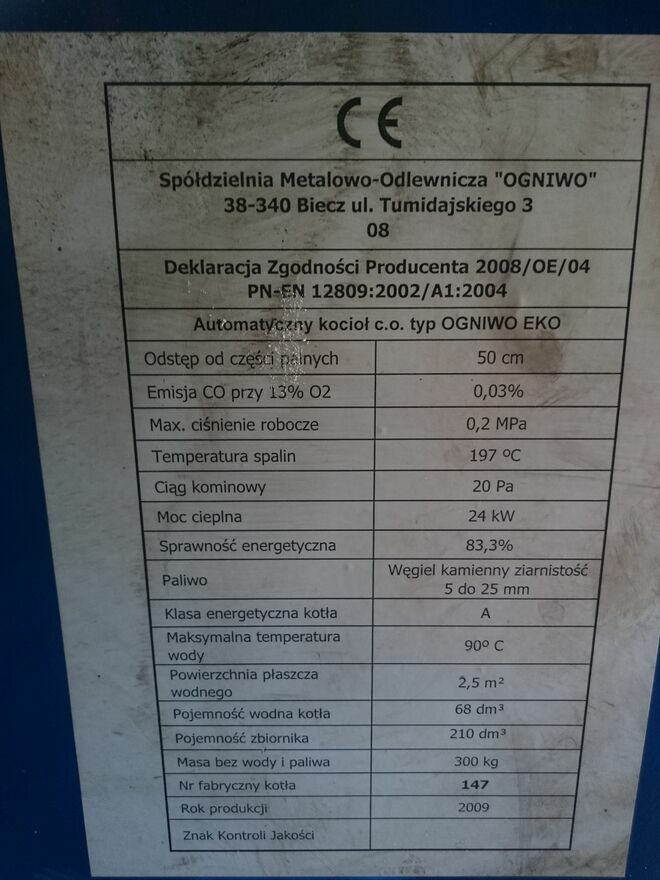 CE
Spółdzielnia Metalowo-Odlewnicza "OGNIWO"
38-340 Biecz ul. Tumidajskiego 3
08
Deklaracja Zgodności Producenta 2008/OE/04
PN-EN 12809:2002/A1:2004
Automatyczny kocioł c.o. typ OGNIWO EKO
Odstęp od części palnych 50 cm
Emisja CO przy 13% O2 0,03%
Max. ciśnienie robocze 0,2 MPa
Temperatura spalin 197 ºC
Ciąg kominowy 20 Pa
Moc cieplna 24 kW
Sprawność energetyczna 83,3%
Paliwo Węgiel kamienny ziarnistość
5 do 25 mm
Klasa energetyczna kotła A
Maksymalna temperatura
wody 90º C
Powierzchnia płaszcza
wodnego 2,5 m²
Pojemność wodna kotła 68 dm³
Pojemność zbiornika 210 dm³
Masa bez wody i paliwa 300 kg
Nr fabryczny kotła 147
Rok produkcji 2009
Znak Kontroli Jakości